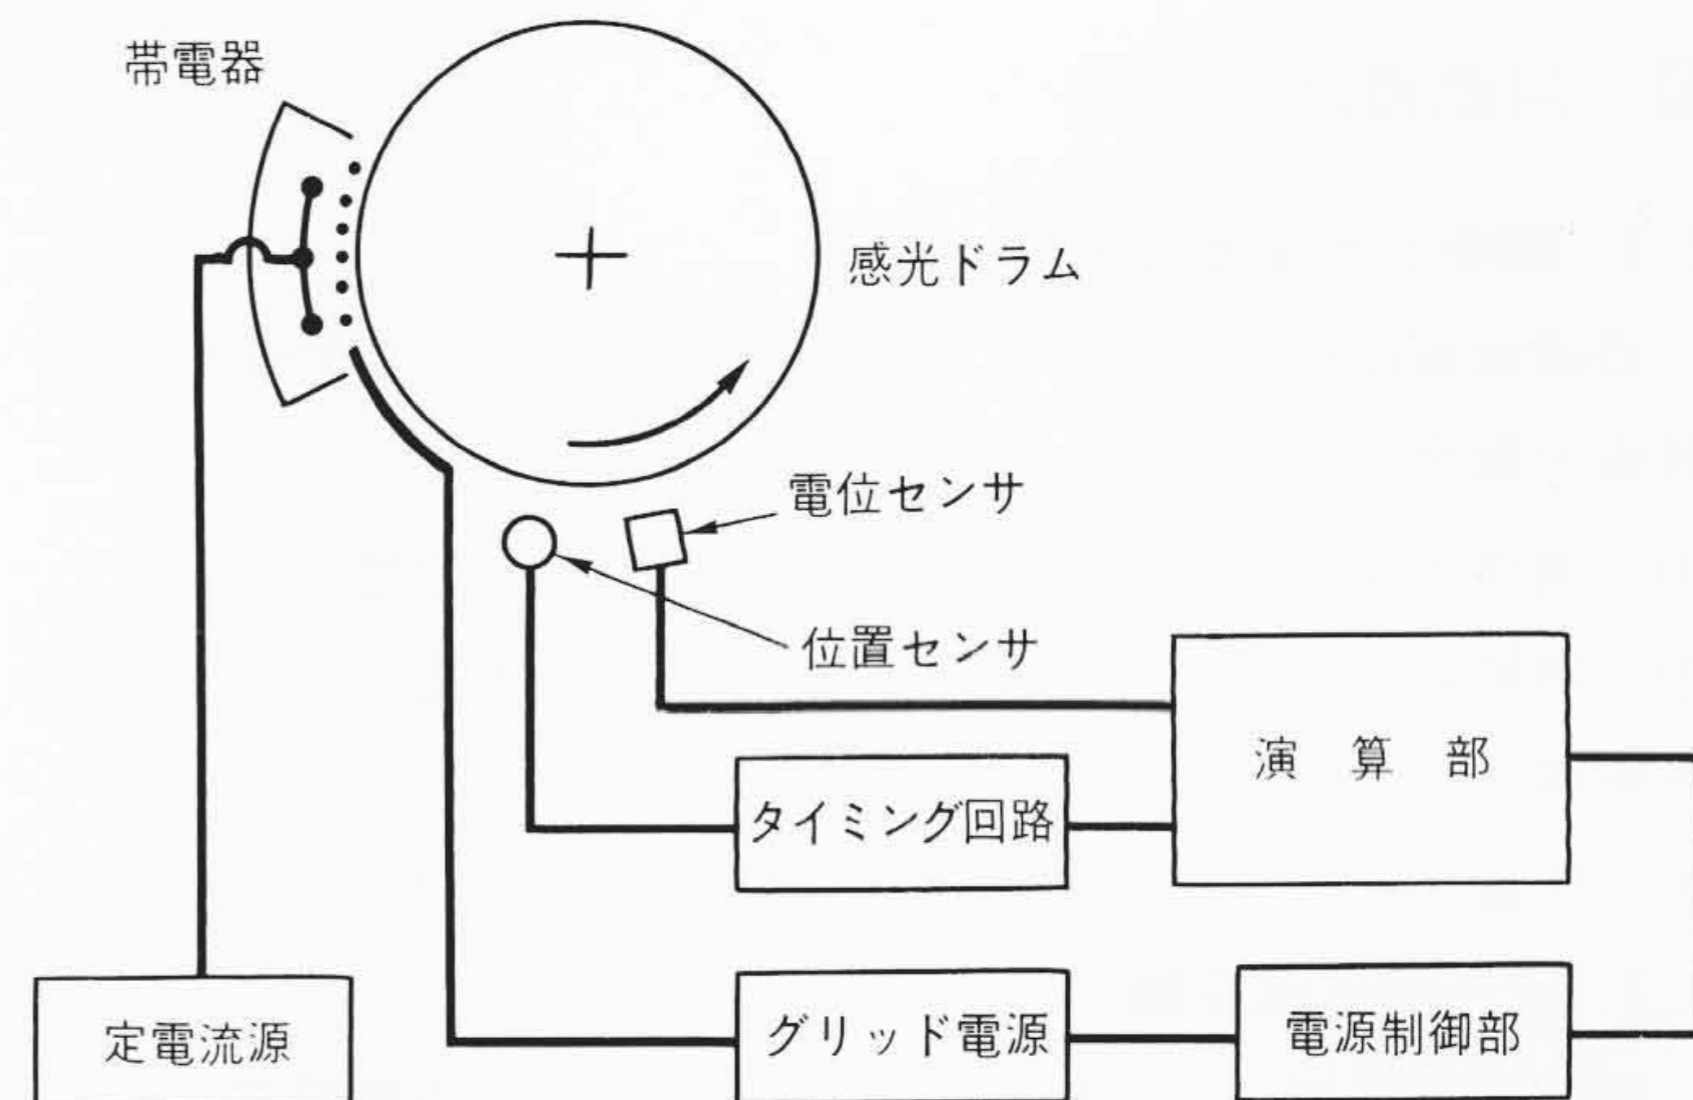 帯電器
感光ドラム
電位センサ
位置センサ
演算部
タイミング回路
定電流源
グリッド電源
電源制御部